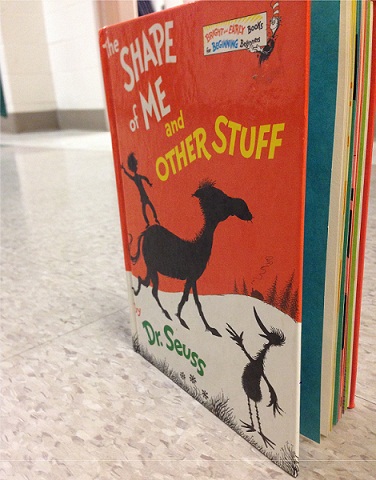 The
SHAPE
of ME
and
OTHER STUFF
BRIGHT and EARLY BOOKS
for BEGINNING Beginners
by
Dr. Seuss